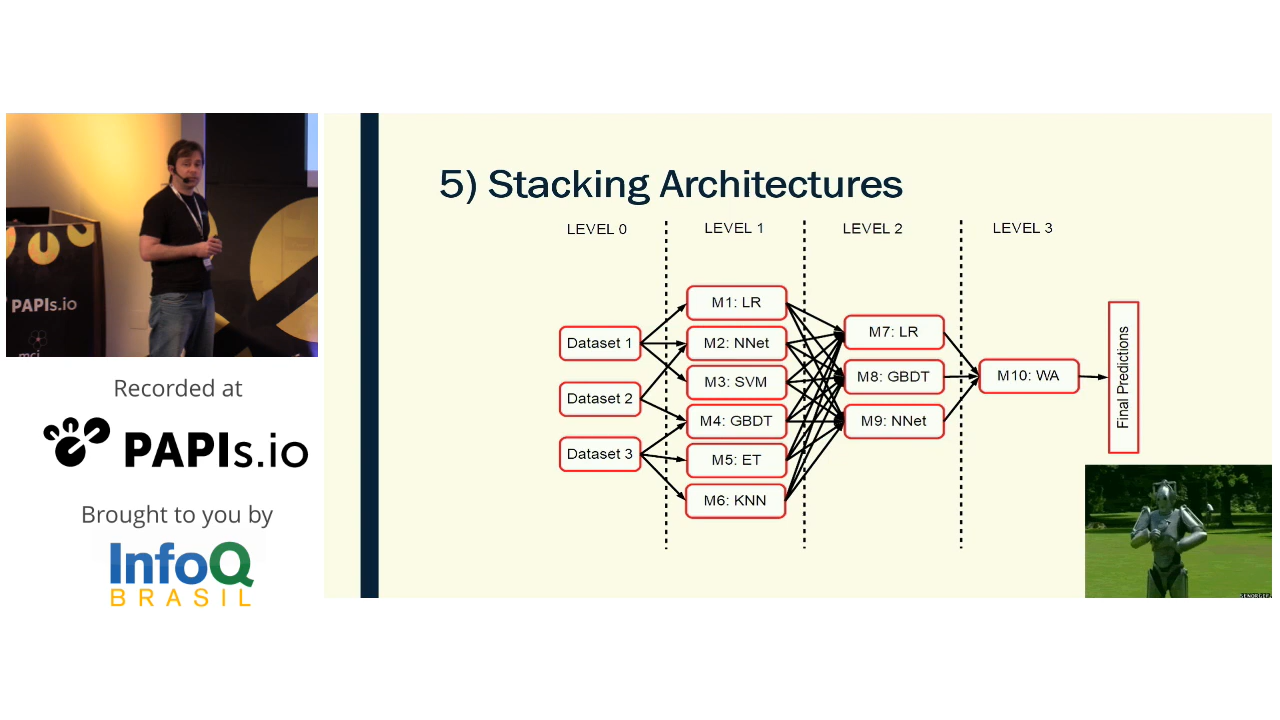 PAPIs.io
mci
Recorded at
PAPIs.io
Brought to you by
InfoQ
BRASIL
5) Stacking Architectures
LEVEL 0
LEVEL 1
LEVEL 2
LEVEL 3
Dataset 1
Dataset 2
Dataset 3
M1: LR
M2: NNet
M3: SVM
M4: GBDT
M5: ET
M6: KNN
M7: LR
M8: GBDT
M9: NNet
M10: WA
Final Predictions